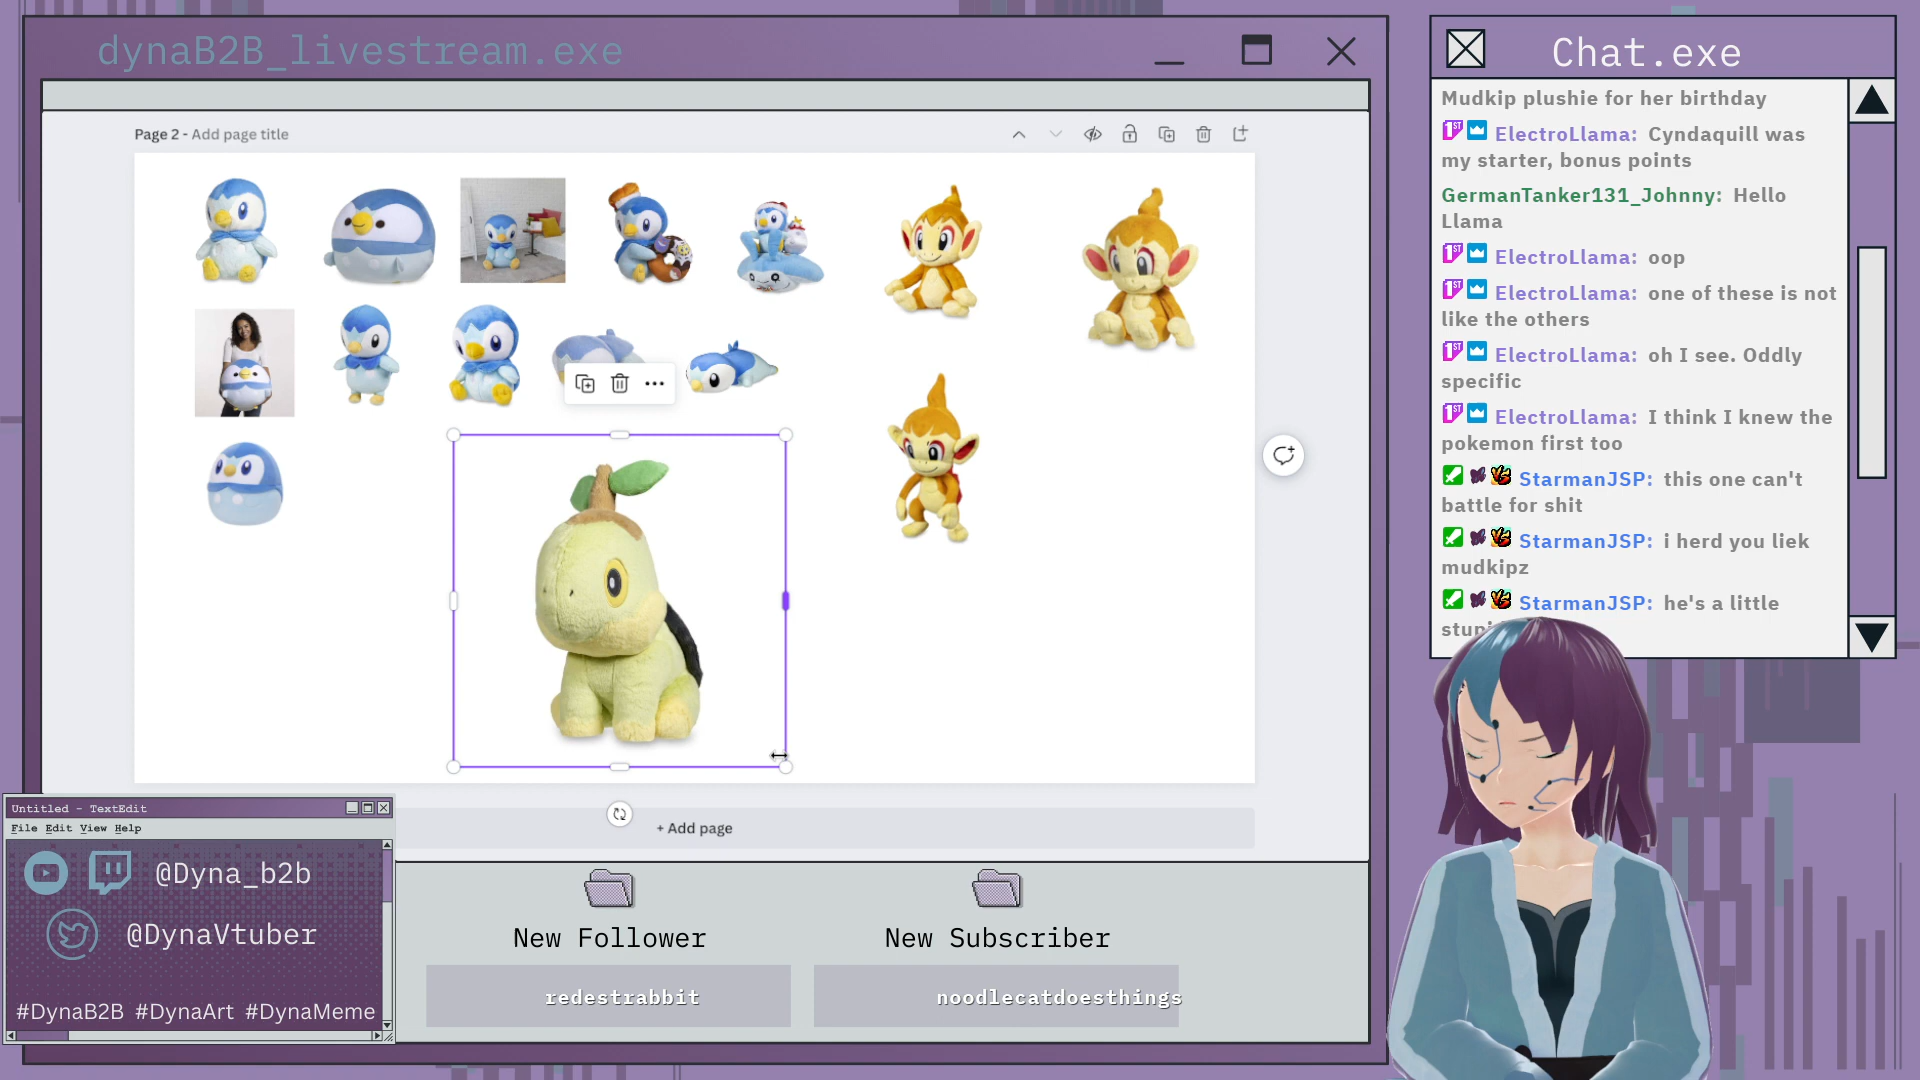 dynaB2B_livestream.exe
Page 2 - Add page title
+ Add page
Chat.exe
Mudkip plushie for her birthday
ElectroLlama: Cyndaquill was
my starter, bonus points
GermanTanker131_Johnny: Hello
Llama
ElectroLlama: oop
ElectroLlama: one of these is not
like the others
ElectroLlama: oh I see. Oddly
specific
ElectroLlama: I think I knew the
pokemon first too
StarmanJSP: this one can't
battle for shit
StarmanJSP: i herd you liek
mudkipz
StarmanJSP: he's a little
Untitled - TextEdit
File Edit View Help
@Dyna_b2b
@DynaVtuber
#DynaB2B #DynaArt #DynaMeme
New Follower
redestrabbit
New Subscriber
noodlecatdoesthings